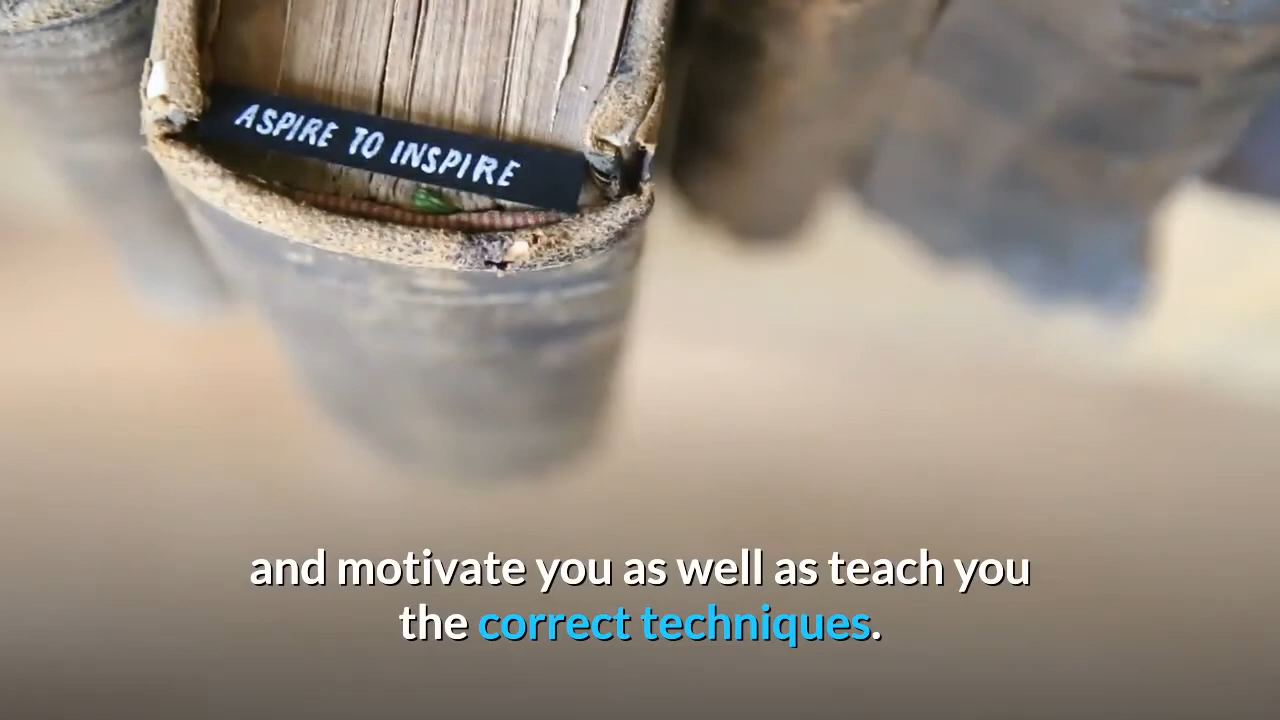 ASPIRE TO INSPIRE
and motivate you as well as teach you
the correct techniques.